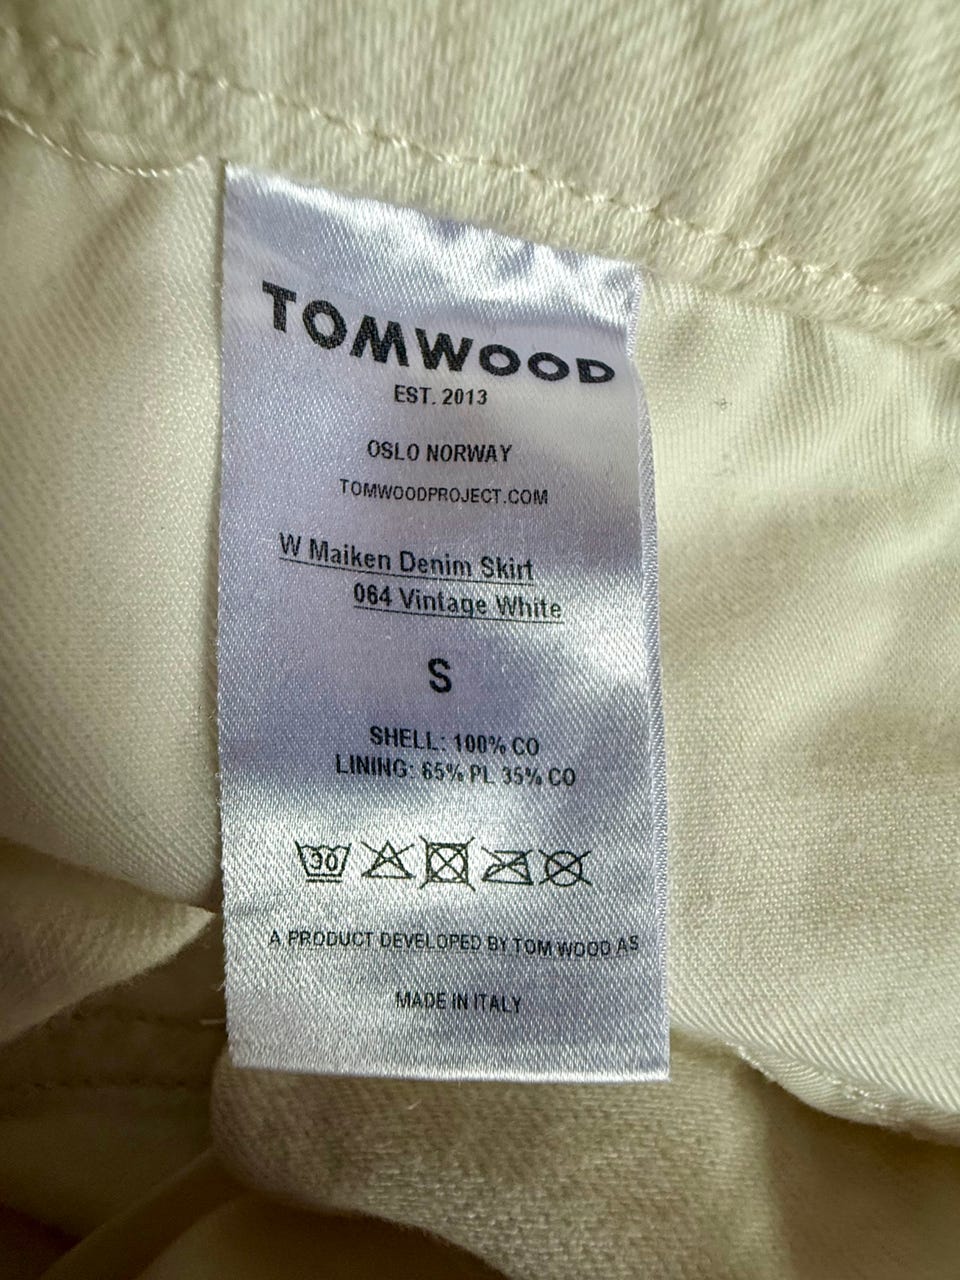 TOMWOOD
EST. 2013
OSLO NORWAY
TOMWOODPROJECT.COM
W Maiken Denim Skirt
064 Vintage White
S
SHELL: 100% CO
LINING: 65% PL 35% CO
30
A PRODUCT DEVELOPED BY TOM WOOD AS
MADE IN ITALY